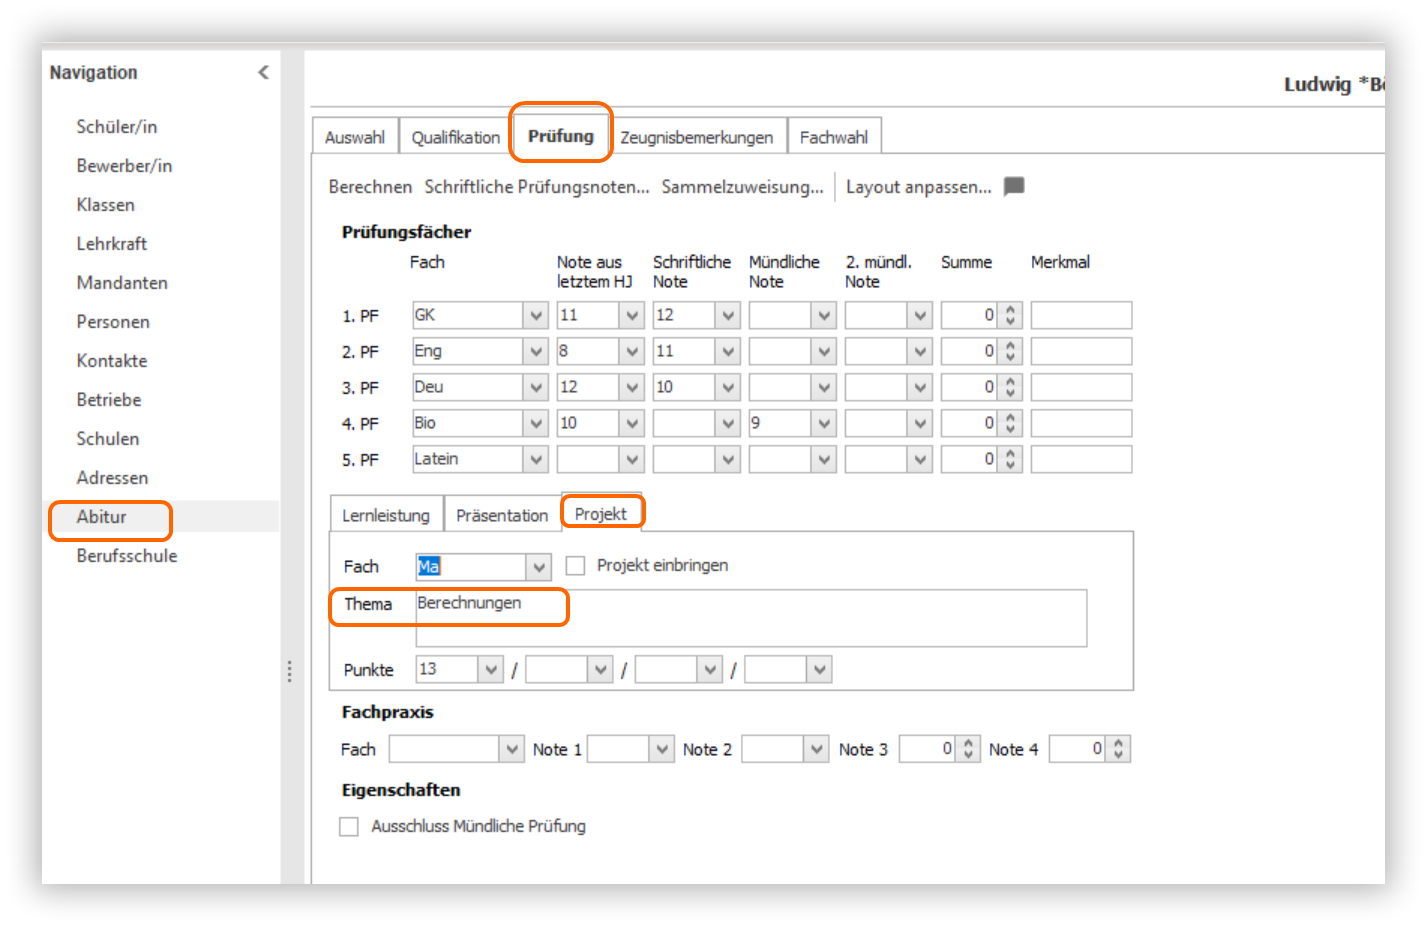 Navigation
Schüler/in
Bewerber/in
Klassen
Lehrkraft
Mandanten
Personen
Kontakte
Betriebe
Schulen
Adressen
Abitur
Berufsschule
Ludwig *Bö
Auswahl Qualifikation Prüfung Zeugnisbemerkungen Fachwahl
Berechnen Schriftliche Prüfungsnoten... Sammelzuweisung... Layout anpassen...
Prüfungsfächer
Fach Note aus letztem HJ Schriftliche Note Mündliche Note 2. mündl. Note Summe Merkmal
1. PF GK 11 12 0
2. PF Eng 8 11 0
3. PF Deu 12 10 0
4. PF Bio 10 9 0
5. PF Latein 0
Lernleistung Präsentation Projekt
Fach Ma Projekt einbringen
Thema Berechnungen
Punkte 13 / / /
Fachpraxis
Fach Note 1 Note 2 Note 3 0 Note 4 0
Eigenschaften
Ausschluss Mündliche Prüfung